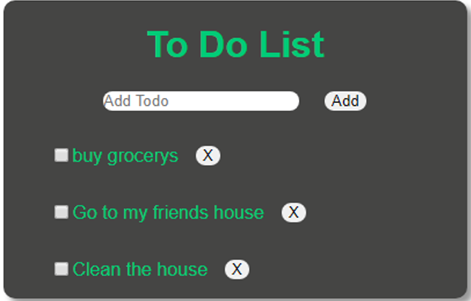 To Do List
Add Todo Add
buy grocerys X
Go to my friends house X
Clean the house X